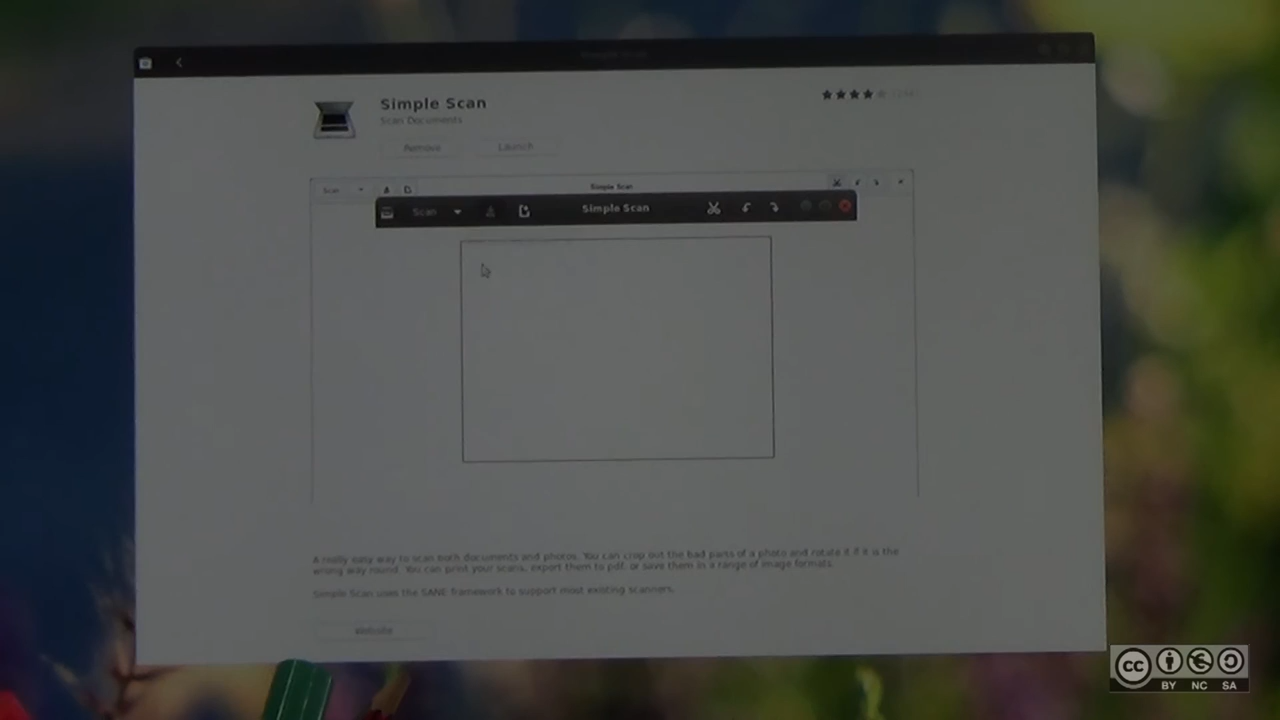 Simple Scan
Scan Documents
Remove Launch
Scan Simple Scan
Scan Simple Scan
A really easy way to scan both documents and photos. You can crop out the bad parts of a photo and rotate it if it is the
wrong way round. You can print your scans, export them to pdf, or save them in a range of image formats.
Simple Scan uses the SANE framework to support most existing scanners.
Website
cc
BY NC SA